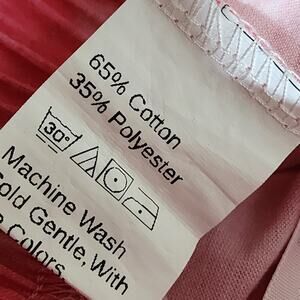 65% Cotton
35% Polyester
30°
Machine Wash
Cold Gentle, With
Colors